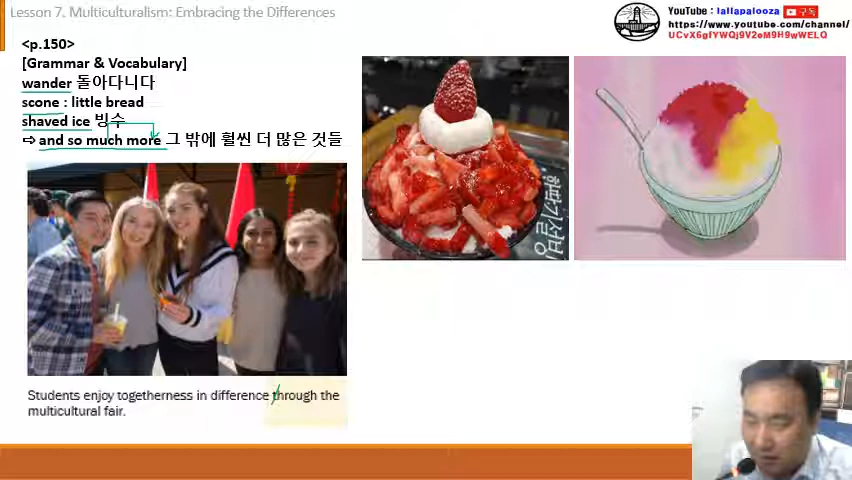 Lesson 7. Multiculturalism: Embracing the Differences
YouTube : lallapalooza 구독
https://www.youtube.com/channel/
UCvX6gfYWQj9V2eM9H9wWELQ
<p.150>
[Grammar & Vocabulary]
wander 돌아다니다
scone : little bread
shaved ice 빙수
⇨ and so much more 그 밖에 훨씬 더 많은 것들
Students enjoy togetherness in difference through the
multicultural fair.